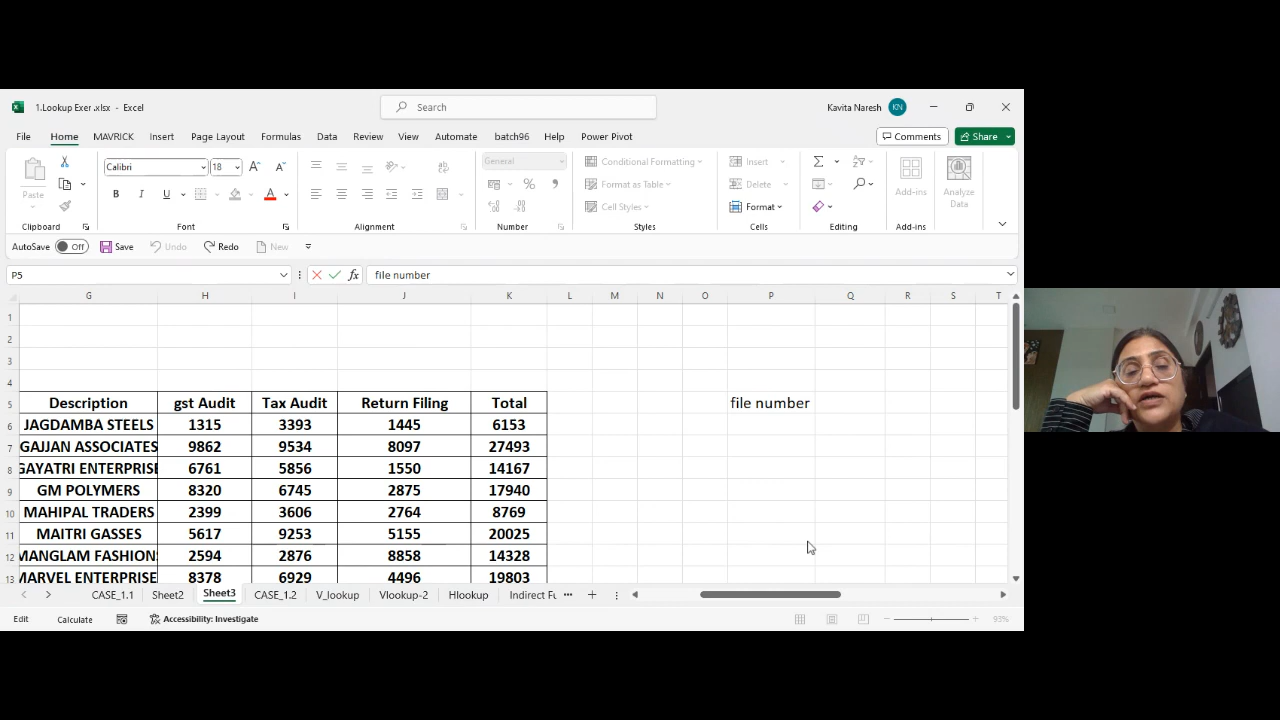 1.Lookup Exer .xlsx - Excel
Search
Kavita Naresh KN
File Home MAVRICK Insert Page Layout Formulas Data Review View Automate batch96 Help Power Pivot Comments Share
Paste
Calibri 18
B I U
General
Conditional Formatting
Format as Table
Cell Styles
Insert
Delete
Format
Add-ins
Analyze
Data
Clipboard Font Alignment Number Styles Cells Editing Add-ins
AutoSave Off Save Undo Redo New
P5 fx file number
G H I J K L M N O P Q R S T
1
2
3
4
5 Description gst Audit Tax Audit Return Filing Total file number
6 JAGDAMBA STEELS 1315 3393 1445 6153
7 GAJJAN ASSOCIATES 9862 9534 8097 27493
8 GAYATRI ENTERPRISE 6761 5856 1550 14167
9 GM POLYMERS 8320 6745 2875 17940
10 MAHIPAL TRADERS 2399 3606 2764 8769
11 MAITRI GASSES 5617 9253 5155 20025
12 MANGLAM FASHIONS 2594 2876 8858 14328
13 MARVEL ENTERPRISE 8378 6929 4496 19803
CASE_1.1 Sheet2 Sheet3 CASE_1.2 V_lookup Vlookup-2 Hlookup Indirect Fu ...
Edit Calculate Accessibility: Investigate 93%